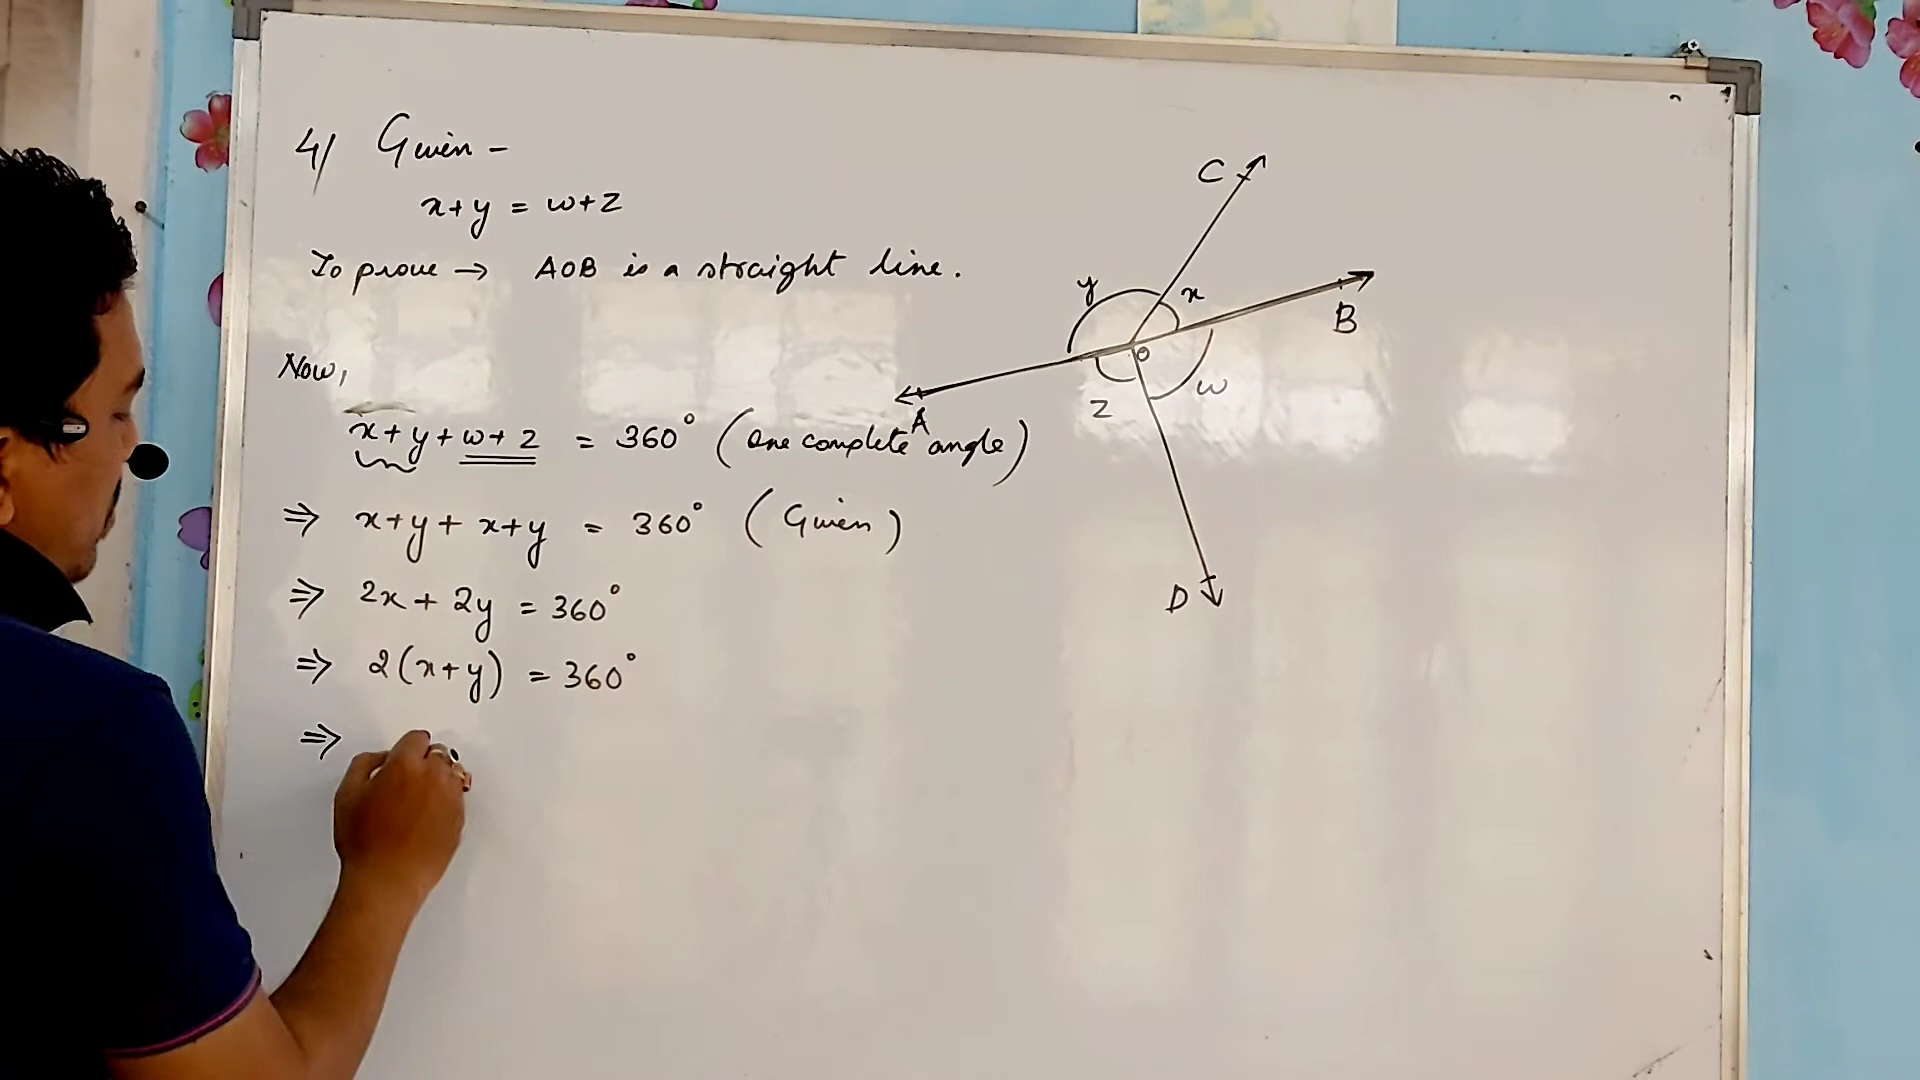 4) Given -
x+y = w+z
To prove → AOB is a straight line.
Now,
x+y+w+z = 360° (One complete angle)
⇒ x+y+x+y = 360° (Given)
⇒ 2x+2y = 360°
⇒ 2(x+y) = 360°
⇒
C
y
x
B
O
A
z
w
D